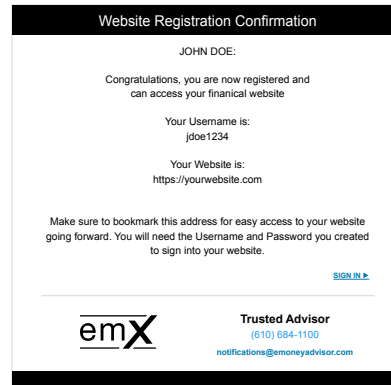 Website Registration Confirmation
JOHN DOE:
Congratulations, you are now registered and
can access your finanical website
Your Username is:
jdoe1234
Your Website is:
https://yourwebsite.com
Make sure to bookmark this address for easy access to your website
going forward. You will need the Username and Password you created
to sign into your website.
SIGN IN ▶
emX
Trusted Advisor
(610) 684-1100
notifications@emoneyadvisor.com